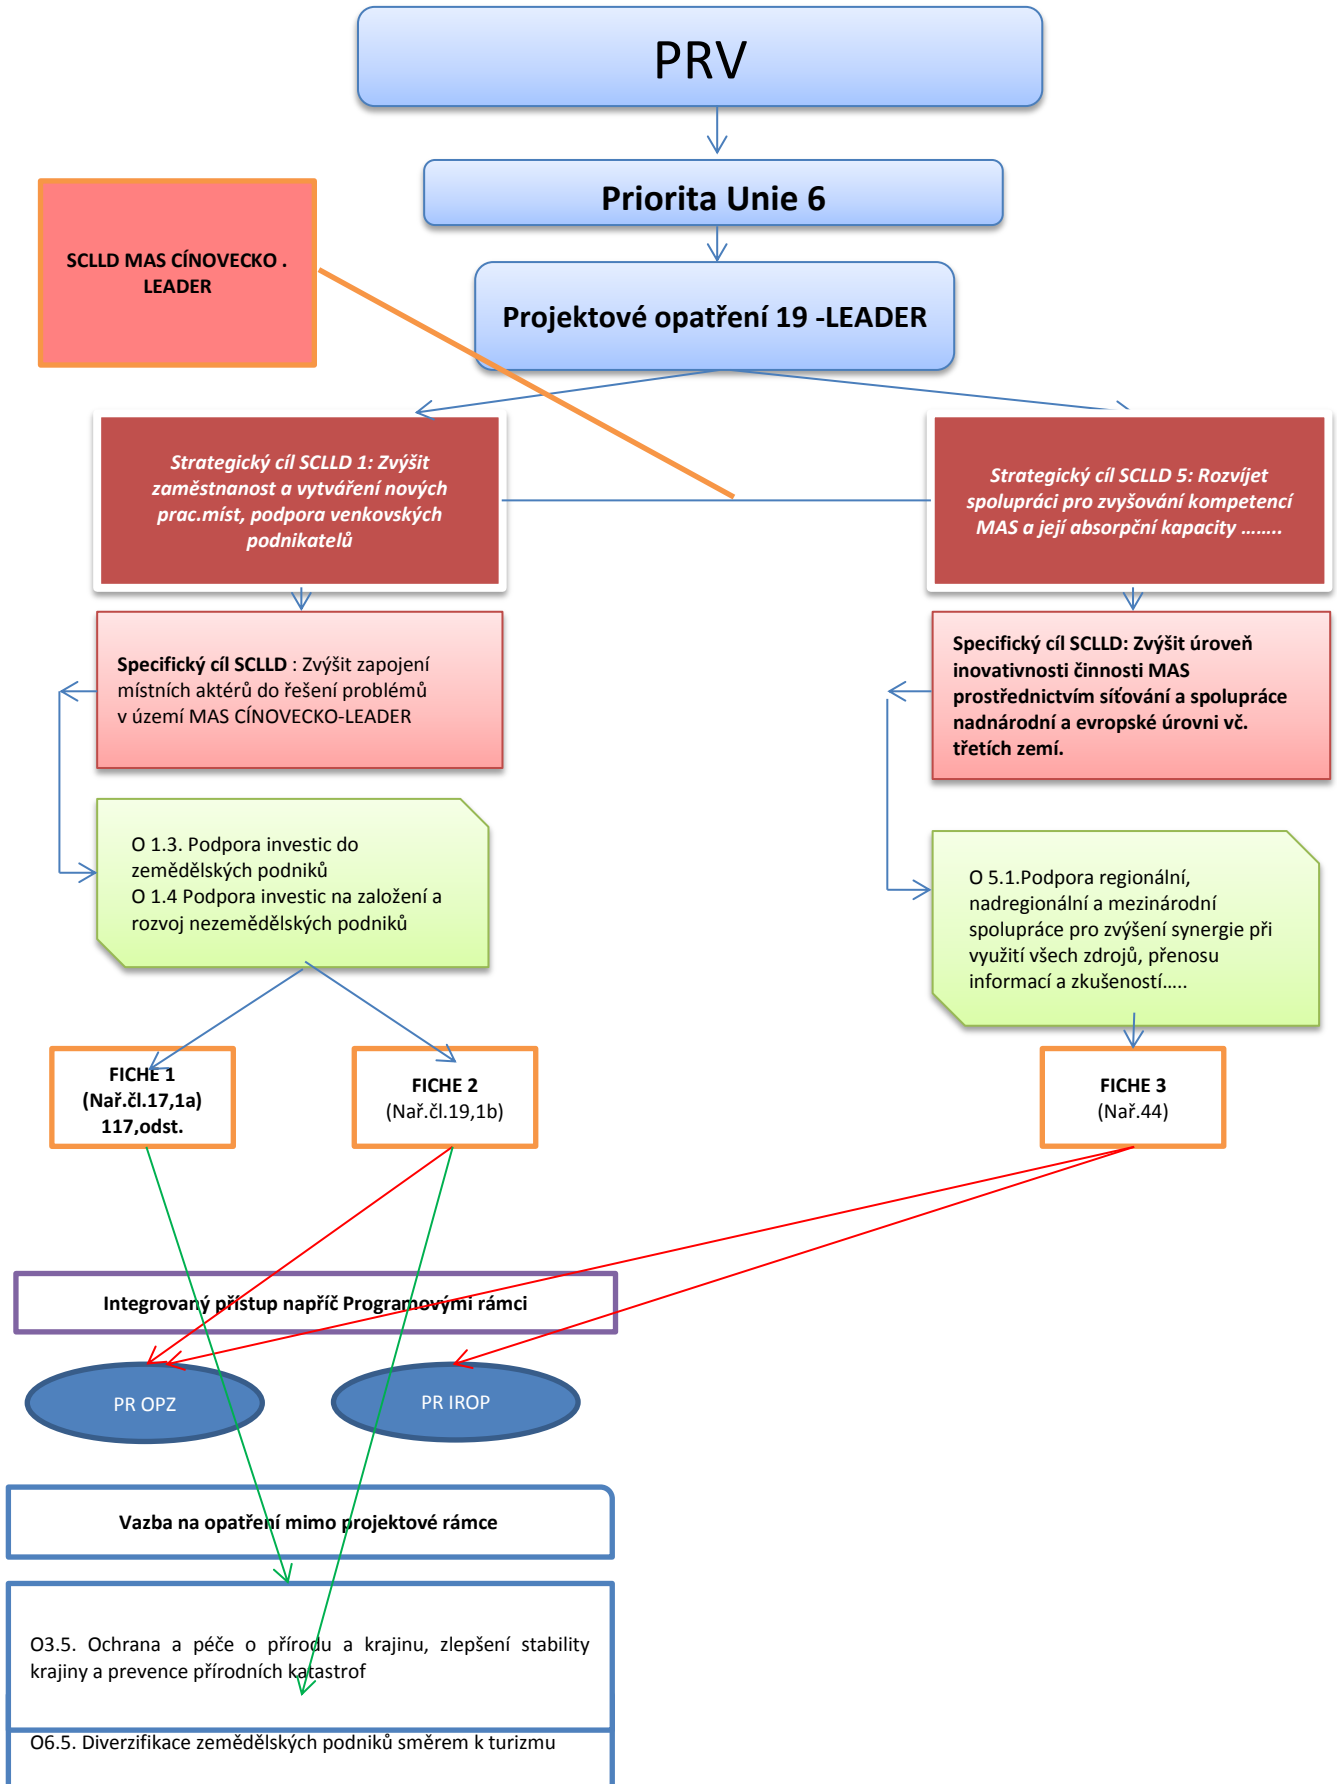 PRV
Priorita Unie 6
SCLLD MAS CÍNOVECKO .
LEADER
Projektové opatření 19 -LEADER
Strategický cíl SCLLD 1: Zvýšit
zaměstnanost a vytváření nových
prac.míst, podpora venkovských
podnikatelů
Strategický cíl SCLLD 5: Rozvíjet
spolupráci pro zvyšování kompetencí
MAS a její absorpční kapacity ……..
Specifický cíl SCLLD : Zvýšit zapojení
místních aktérů do řešení problémů
v území MAS CÍNOVECKO-LEADER
Specifický cíl SCLLD: Zvýšit úroveň
inovativnosti činnosti MAS
prostřednictvím síťování a spolupráce
nadnárodní a evropské úrovni vč.
třetích zemí.
O 1.3. Podpora investic do
zemědělských podniků
O 1.4 Podpora investic na založení a
rozvoj nezemědělských podniků
O 5.1.Podpora regionální,
nadregionální a mezinárodní
spolupráce pro zvýšení synergie při
využití všech zdrojů, přenosu
informací a zkušeností…..
FICHE 1
(Nař.čl.17,1a)
117,odst.
FICHE 2
(Nař.čl.19,1b)
FICHE 3
(Nař.44)
Integrovaný přístup napříč Programovými rámci
PR OPZ
PR IROP
Vazba na opatření mimo projektové rámce
O3.5. Ochrana a péče o přírodu a krajinu, zlepšení stability
krajiny a prevence přírodních katastrof
O6.5. Diverzifikace zemědělských podniků směrem k turizmu